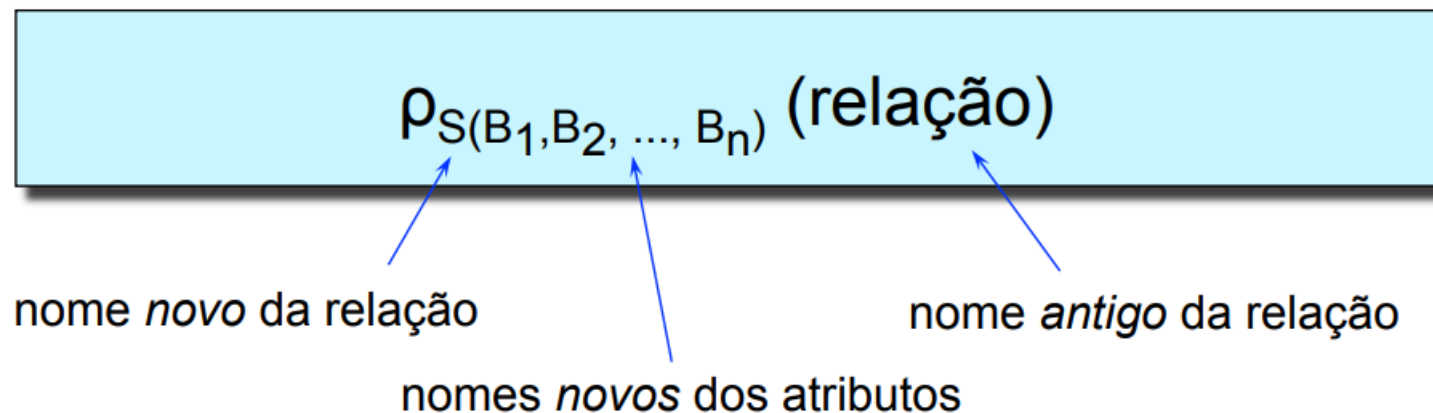 ρS(B1,B2, ..., Bn) (relação)
nome novo da relação
nome antigo da relação
nomes novos dos atributos